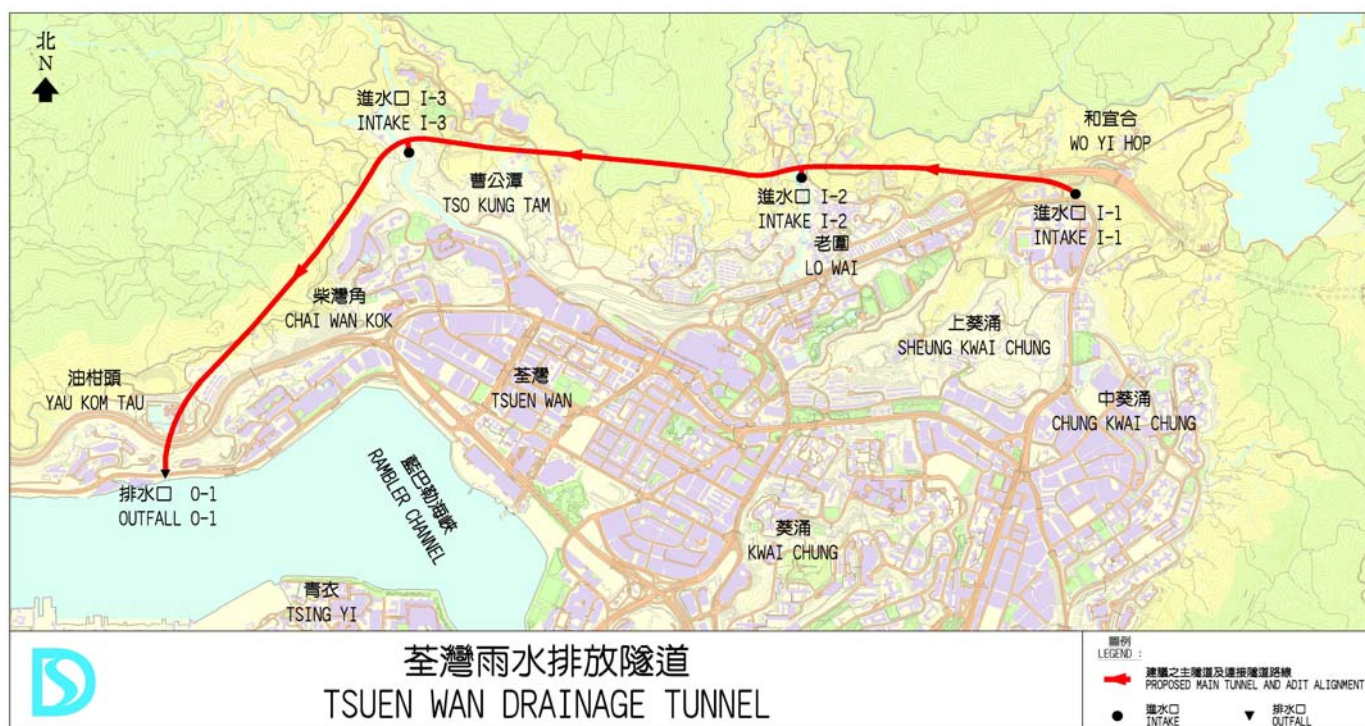 北
N
進水口 I-3
INTAKE I-3
和宜合
WO YI HOP
曹公潭
TSO KUNG TAM
進水口 I-2
INTAKE I-2
進水口 I-1
INTAKE I-1
老圍
LO WAI
柴灣角
CHAI WAN KOK
上葵涌
SHEUNG KWAI CHUNG
油柑頭
YAU KOM TAU
荃灣
TSUEN WAN
中葵涌
CHUNG KWAI CHUNG
藍巴勒海峽
RAMBLER CHANNEL
排水口 O-1
OUTFALL O-1
葵涌
KWAI CHUNG
青衣
TSING YI
荃灣雨水排放隧道
TSUEN WAN DRAINAGE TUNNEL
圖例
LEGEND :
建議之主隧道及連接隧道路線
PROPOSED MAIN TUNNEL AND ADIT ALIGNMENT
進水口
INTAKE
排水口
OUTFALL